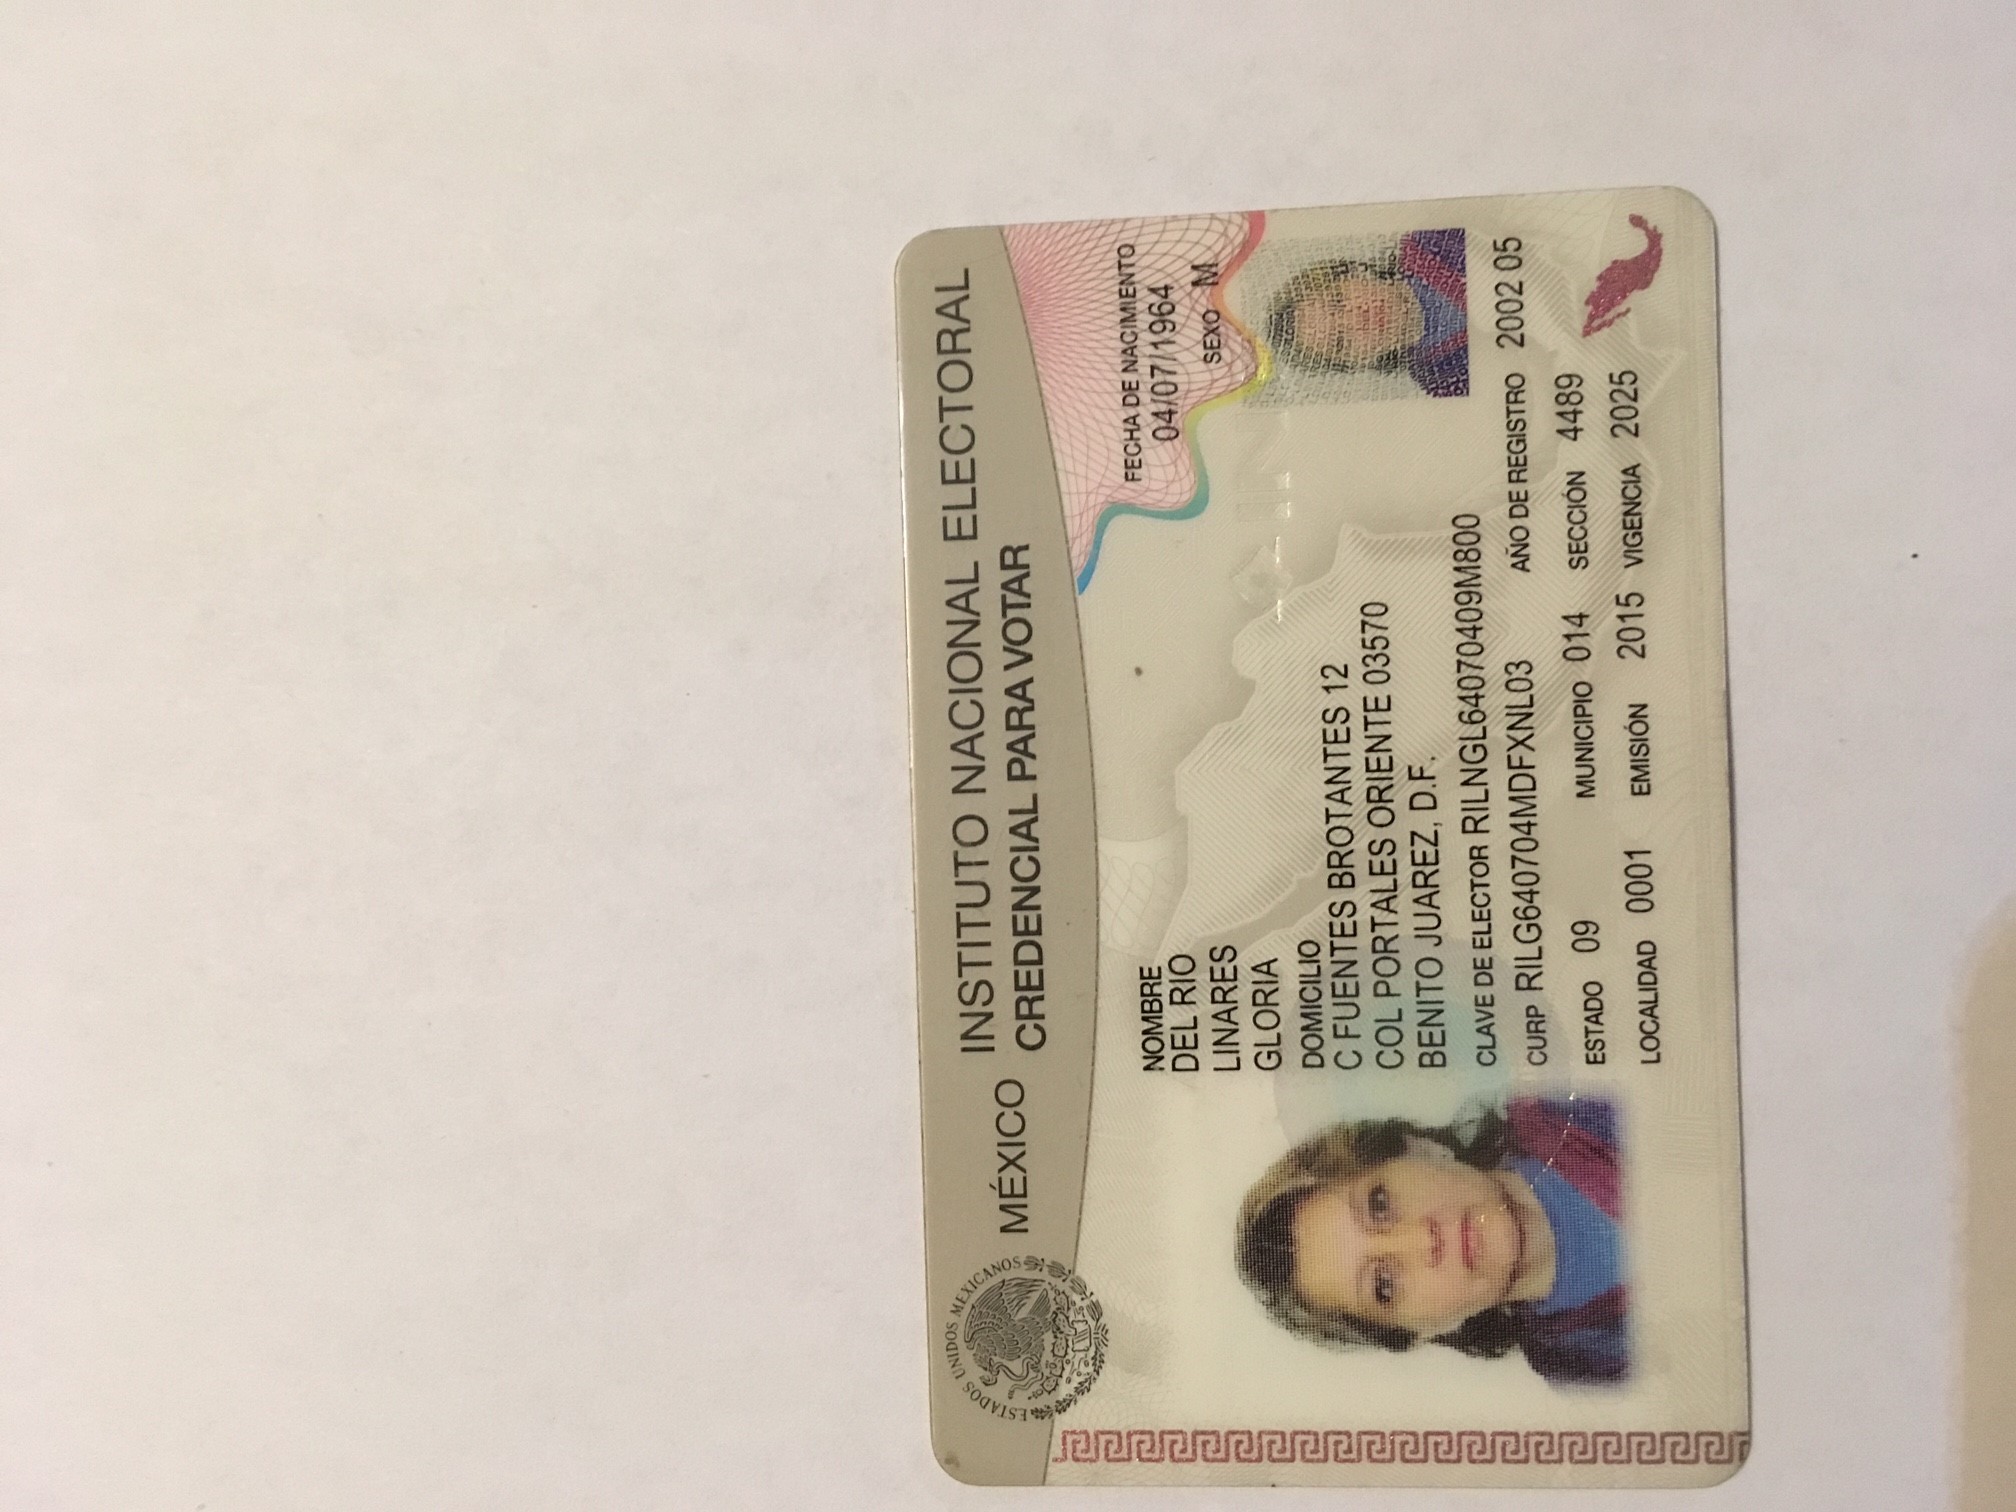 ESTADOS UNIDOS MEXICANOS
MÉXICO INSTITUTO NACIONAL ELECTORAL
CREDENCIAL PARA VOTAR
NOMBRE
DEL RIO
LINARES
GLORIA
FECHA DE NACIMIENTO
04/07/1964
SEXO M
DOMICILIO
C FUENTES BROTANTES 12
COL PORTALES ORIENTE 03570
BENITO JUAREZ, D.F.
CLAVE DE ELECTOR RILNGL64070409M800
CURP RILG640704MDFXNL03 AÑO DE REGISTRO 2002 05
ESTADO 09 MUNICIPIO 014 SECCIÓN 4489
LOCALIDAD 0001 EMISIÓN 2015 VIGENCIA 2025